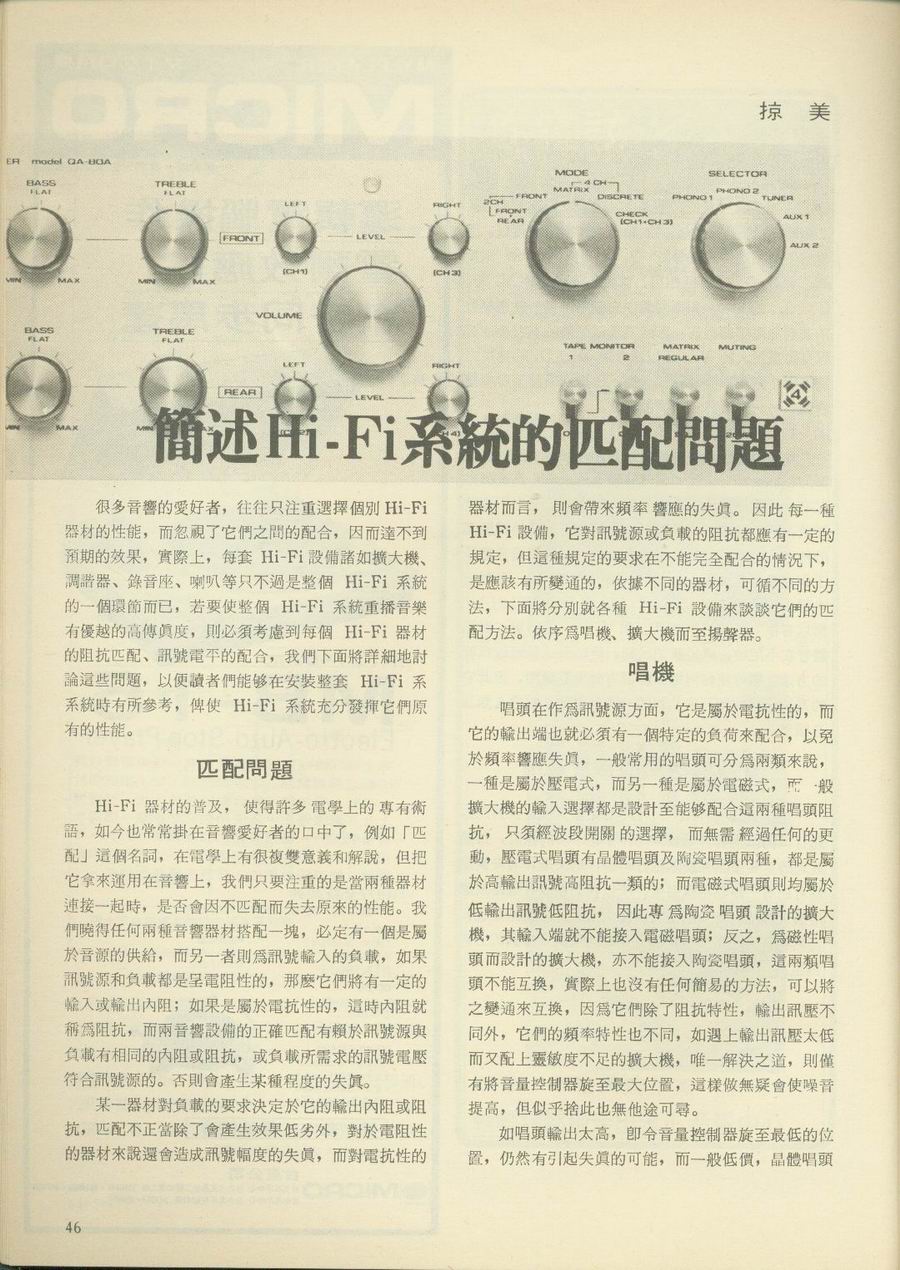 掠 美
ER model QA-80A
BASS
FLAT
TREBLE
FLAT
MIN MAX
MIN MAX
FRONT
LEFT
(CH1)
LEVEL
RIGHT
(CH3)
VOLUME
MODE
4 CH
MATRIX
DISCRETE
2CH
FRONT
FRONT
REAR
CHECK
(CH1+CH3)
SELECTOR
PHONO 1
PHONO 2
TUNER
AUX 1
AUX 2
BASS
FLAT
TREBLE
FLAT
MIN MAX
REAR
LEFT
LEVEL
RIGHT
TAPE MONITOR
1 2
MATRIX
REGULAR
MUTING
4
簡述Hi-Fi系統的匹配問題
很多音響的愛好者，往往只注重選擇個別 Hi-Fi
器材的性能，而忽視了它們之間的配合，因而達不到
預期的效果，實際上，每套 Hi-Fi 設備諸如擴大機、
調諧器、錄音座、喇叭等只不過是整個 Hi-Fi 系統
的一個環節而已，若要使整個 Hi-Fi 系統重播音樂
有優越的高傳眞度，則必須考慮到每個 Hi-Fi 器材
的阻抗匹配、訊號電平的配合，我們下面將詳細地討
論這些問題，以便讀者們能够在安裝整套 Hi-Fi 系
系統時有所參考，俾使 Hi-Fi 系統充分發揮它們原
有的性能。
匹配問題
Hi-Fi 器材的普及，使得許多電學上的專有術
語，如今也常常掛在音響愛好者的口中了，例如「匹
配」這個名詞，在電學上有很複雙意義和解說，但把
它拿來運用在音響上，我們只要注重的是當兩種器材
連接一起時，是否會因不匹配而失去原來的性能。我
們曉得任何兩種音響器材搭配一塊，必定有一個是屬
於音源的供給，而另一者則爲訊號輸入的負載，如果
訊號源和負載都是呈電阻性的，那麽它們將有一定的
輸入或輸出內阻；如果是屬於電抗性的，這時內阻就
稱爲阻抗，而兩音響設備的正確匹配有賴於訊號源與
負載有相同的內阻或阻抗，或負載所需求的訊號電壓
符合訊號源的。否則會產生某種程度的失眞。
某一器材對負載的要求決定於它的輸出內阻或阻
抗，匹配不正當除了會產生效果低劣外，對於電阻性
的器材來說還會造成訊號幅度的失眞，而對電抗性的
器材而言，則會帶來頻率響應的失眞。因此每一種
Hi-Fi 設備，它對訊號源或負載的阻抗都應有一定的
規定，但這種規定的要求在不能完全配合的情況下，
是應該有所變通的，依據不同的器材，可循不同的方
法，下面將分別就各種 Hi-Fi 設備來談談它們的匹
配方法。依序爲唱機、擴大機而至揚聲器。
唱機
唱頭在作爲訊號源方面，它是屬於電抗性的，而
它的輸出端也就必須有一個特定的負荷來配合，以免
於頻率響應失眞，一般常用的唱頭可分爲兩類來說，
一種是屬於壓電式，而另一種是屬於電磁式，而一般
擴大機的輸入選擇都是設計至能够配合這兩種唱頭阻
抗，只須經波段開關的選擇，而無需經過任何的更
動，壓電式唱頭有晶體唱頭及陶瓷唱頭兩種，都是屬
於高輸出訊號高阻抗一類的；而電磁式唱頭則均屬於
低輸出訊號低阻抗，因此專爲陶瓷唱頭設計的擴大
機，其輸入端就不能接入電磁唱頭；反之，爲磁性唱
頭而設計的擴大機，亦不能接入陶瓷唱頭，這兩類唱
頭不能互換，實際上也沒有任何簡易的方法，可以將
之變通來互換，因爲它們除了阻抗特性，輸出訊壓不
同外，它們的頻率特性也不同，如遇上輸出訊壓太低
而又配上靈敏度不足的擴大機，唯一解決之道，則僅
有將音量控制器旋至最大位置，這樣做無疑會使噪音
提高，但似乎捨此也無他途可尋。
如唱頭輸出太高，卽令音量控制器旋至最低的位
置，仍然有引起失眞的可能，而一般低價，晶體唱頭
46